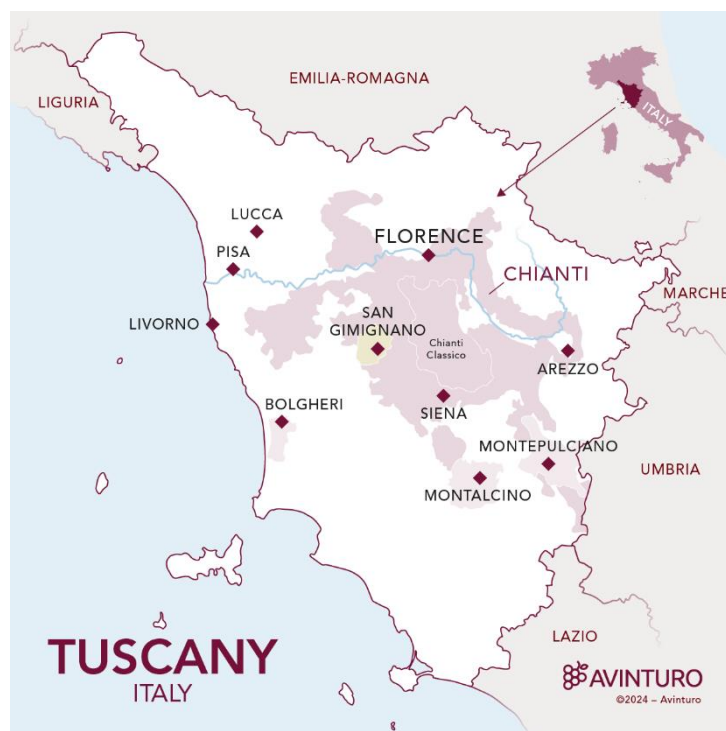 EMILIA-ROMAGNA
LIGURIA
ITALY
LUCCA
FLORENCE
PISA
CHIANTI
MARCHE
SAN
GIMIGNANO
LIVORNO
Chianti
Classico
AREZZO
BOLGHERI
SIENA
MONTEPULCIANO
UMBRIA
MONTALCINO
TUSCANY
ITALY
LAZIO
AVINTURO
©2024 – Avinturo